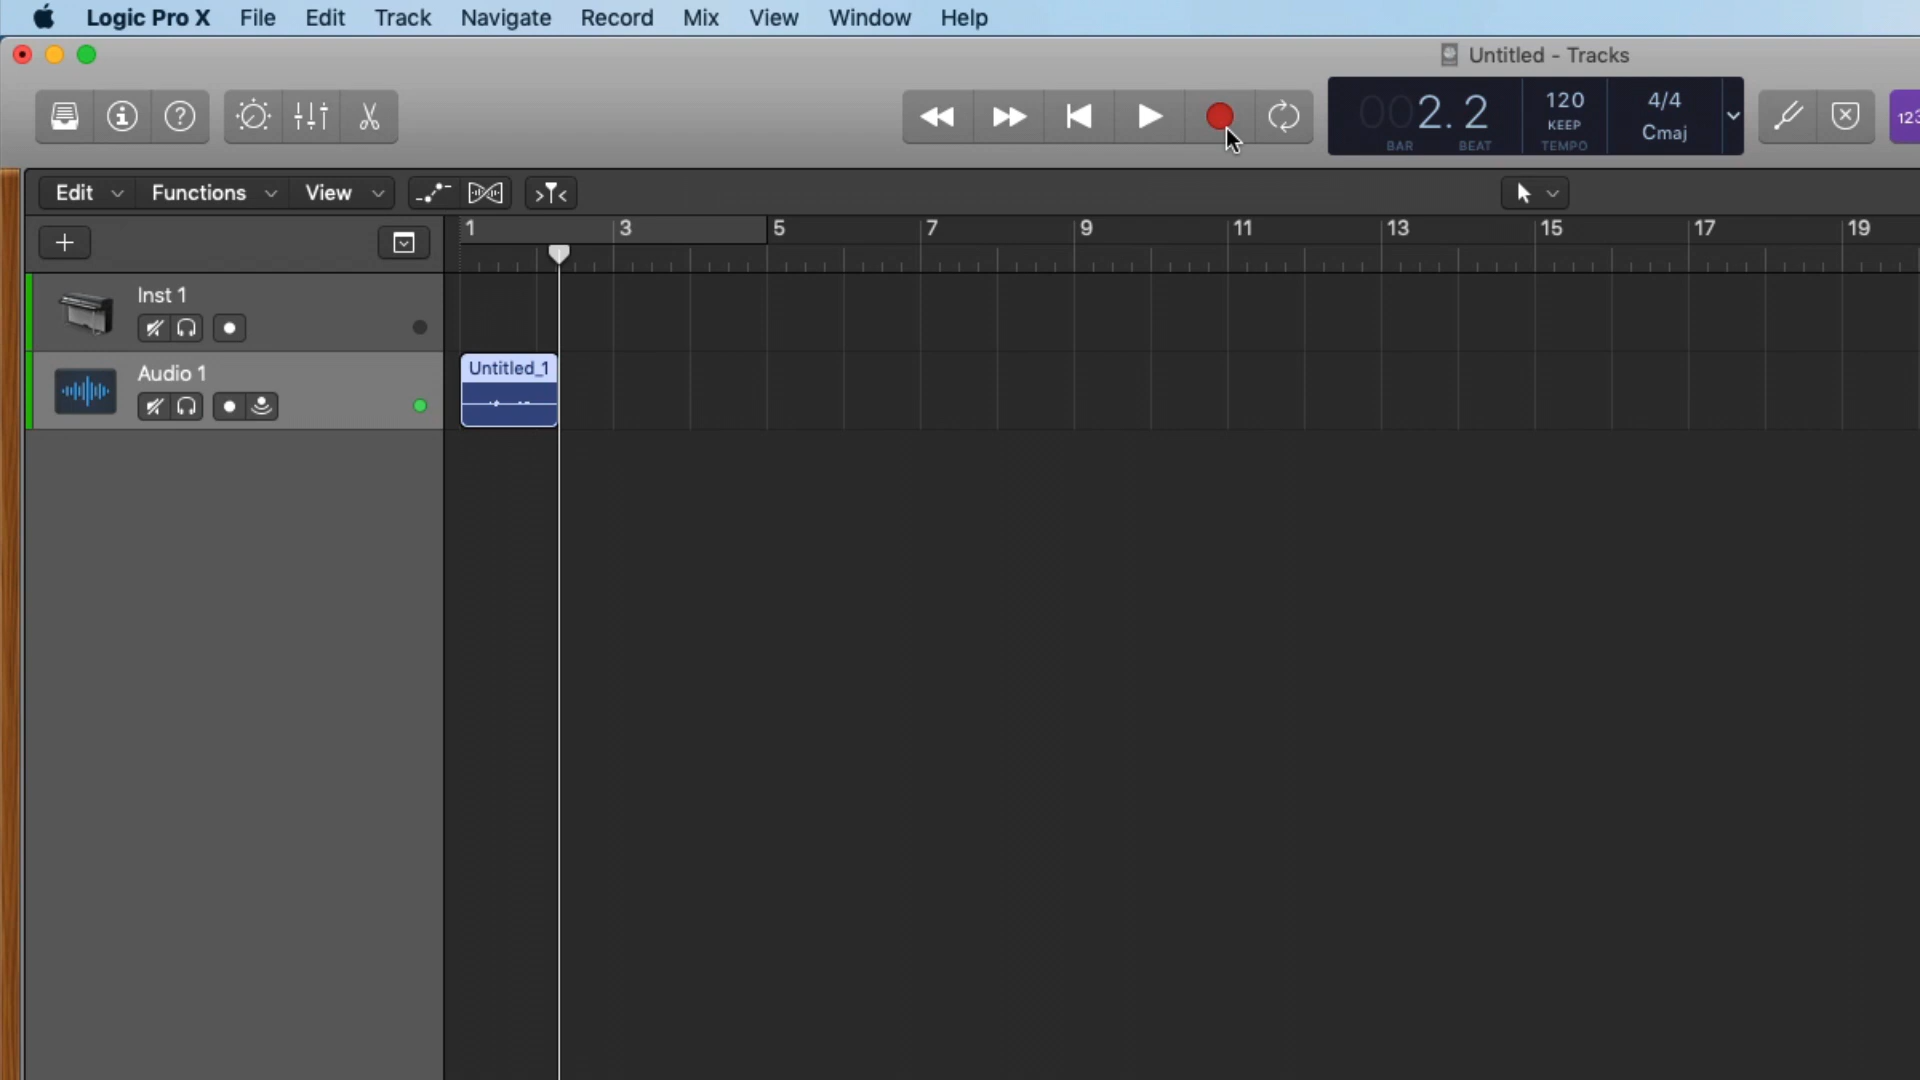 Logic Pro X File Edit Track Navigate Record Mix View Window Help
Untitled - Tracks
002.2 120 4/4
KEEP Cmaj
BAR BEAT TEMPO
123
Edit Functions View
1 3 5 7 9 11 13 15 17 19
Inst 1
Audio 1
Untitled_1